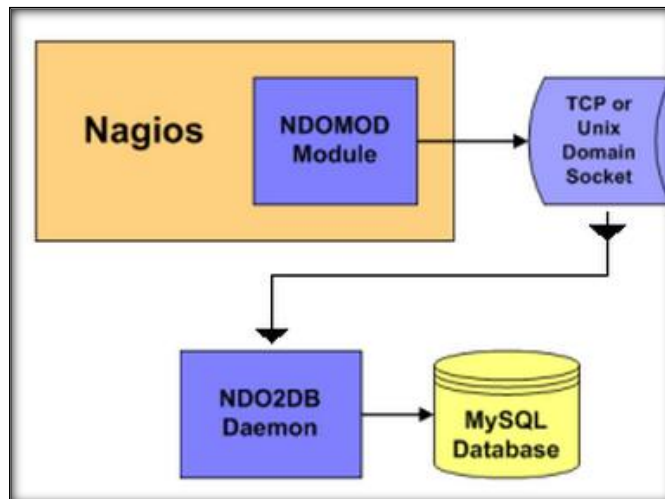 Nagios
NDOMOD
Module
TCP or
Unix
Domain
Socket
NDO2DB
Daemon
MySQL
Database